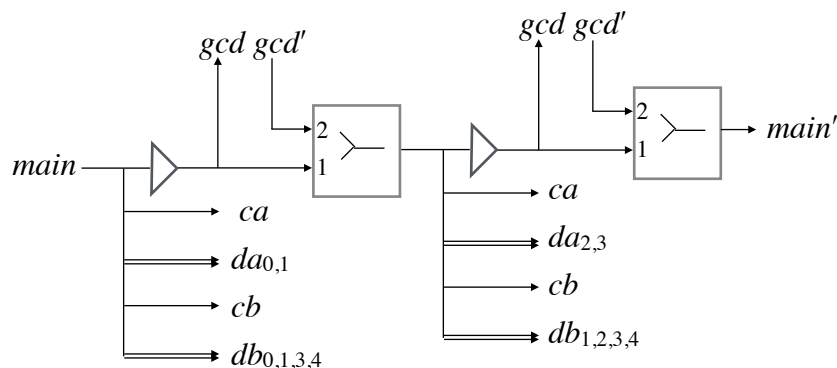 gcd gcd′
gcd gcd′
2
1
2
1
main
main′
ca
da0,1
cb
db0,1,3,4
ca
da2,3
cb
db1,2,3,4